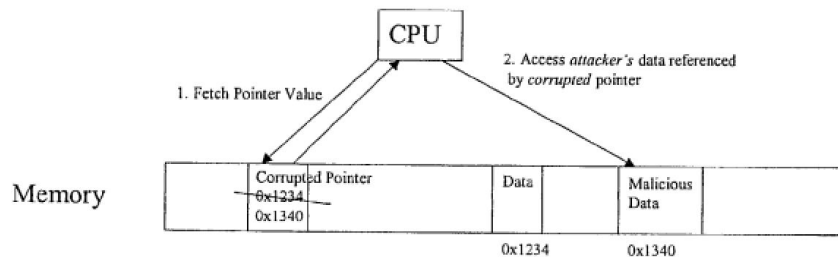 CPU
2. Access attacker's data referenced
by corrupted pointer
1. Fetch Pointer Value
Memory
Corrupted Pointer
0x1234
0x1340
Data
Malicious
Data
0x1234
0x1340